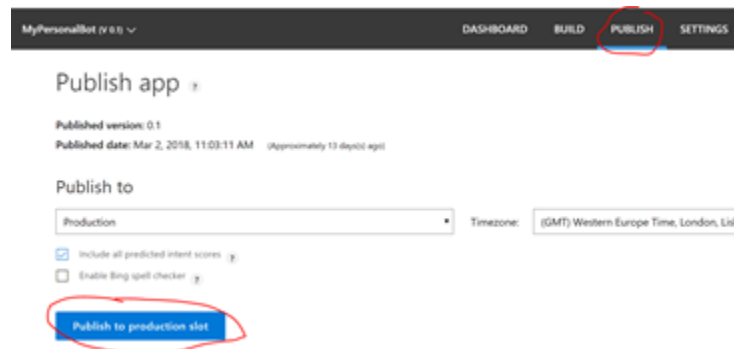 MyPersonalBot (V 0.1)
DASHBOARD BUILD PUBLISH SETTINGS
Publish app ?
Published version: 0.1
Published date: Mar 2, 2018, 11:03:11 AM (Approximately 13 day(s) ago)
Publish to
Production Timezone: (GMT) Western Europe Time, London, Lis
Include all predicted intent scores ?
Enable Bing spell checker ?
Publish to production slot